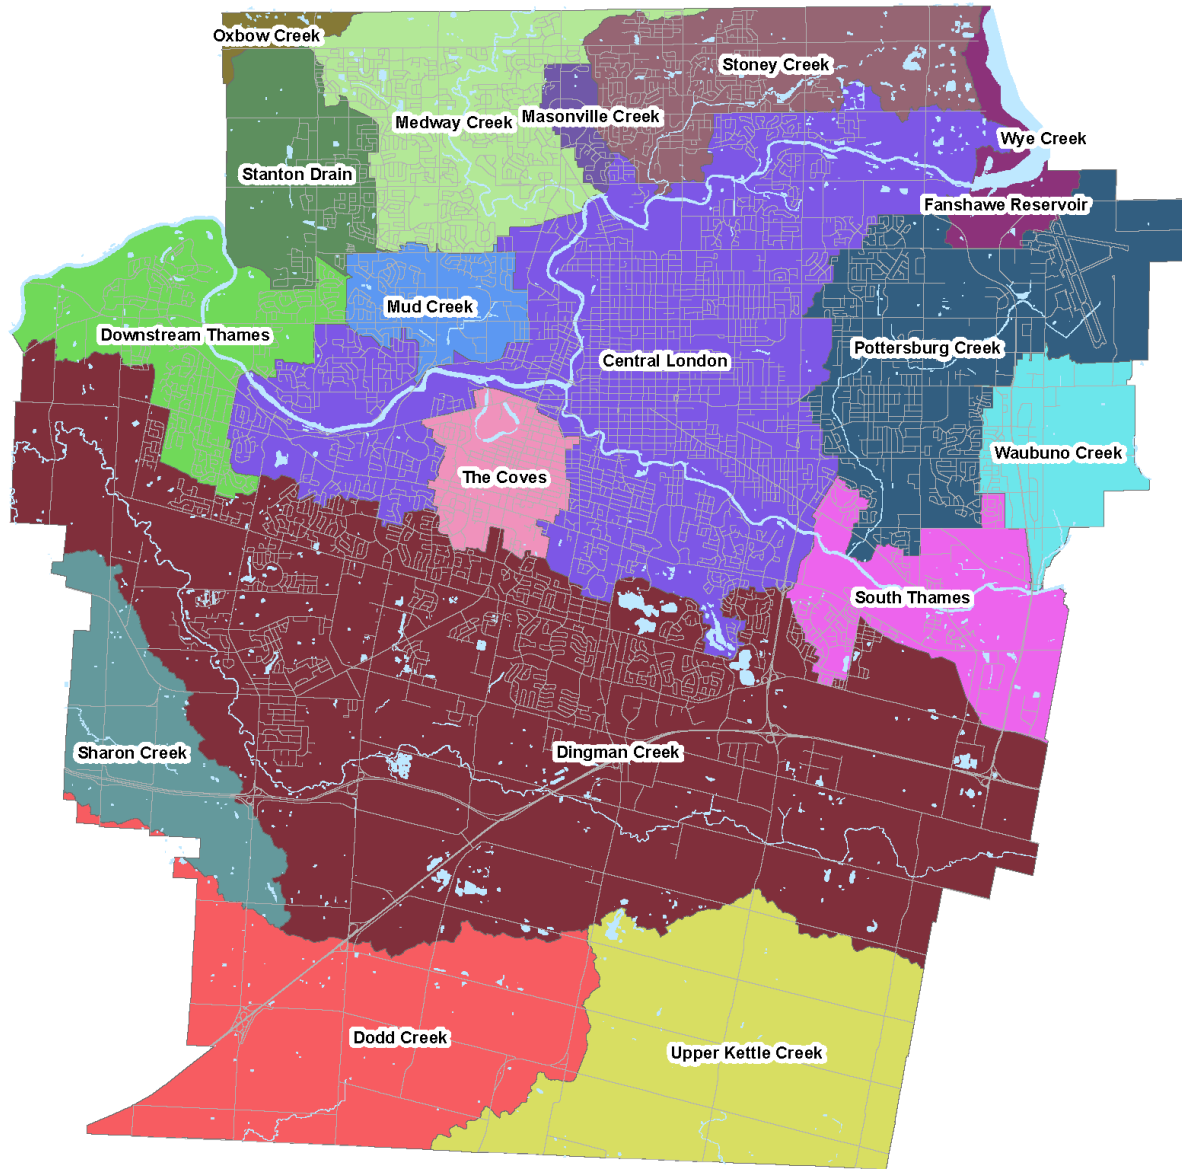 Oxbow Creek
Stoney Creek
Medway Creek
Masonville Creek
Wye Creek
Stanton Drain
Fanshawe Reservoir
Mud Creek
Downstream Thames
Pottersburg Creek
Central London
Waubuno Creek
The Coves
South Thames
Sharon Creek
Dingman Creek
Dodd Creek
Upper Kettle Creek